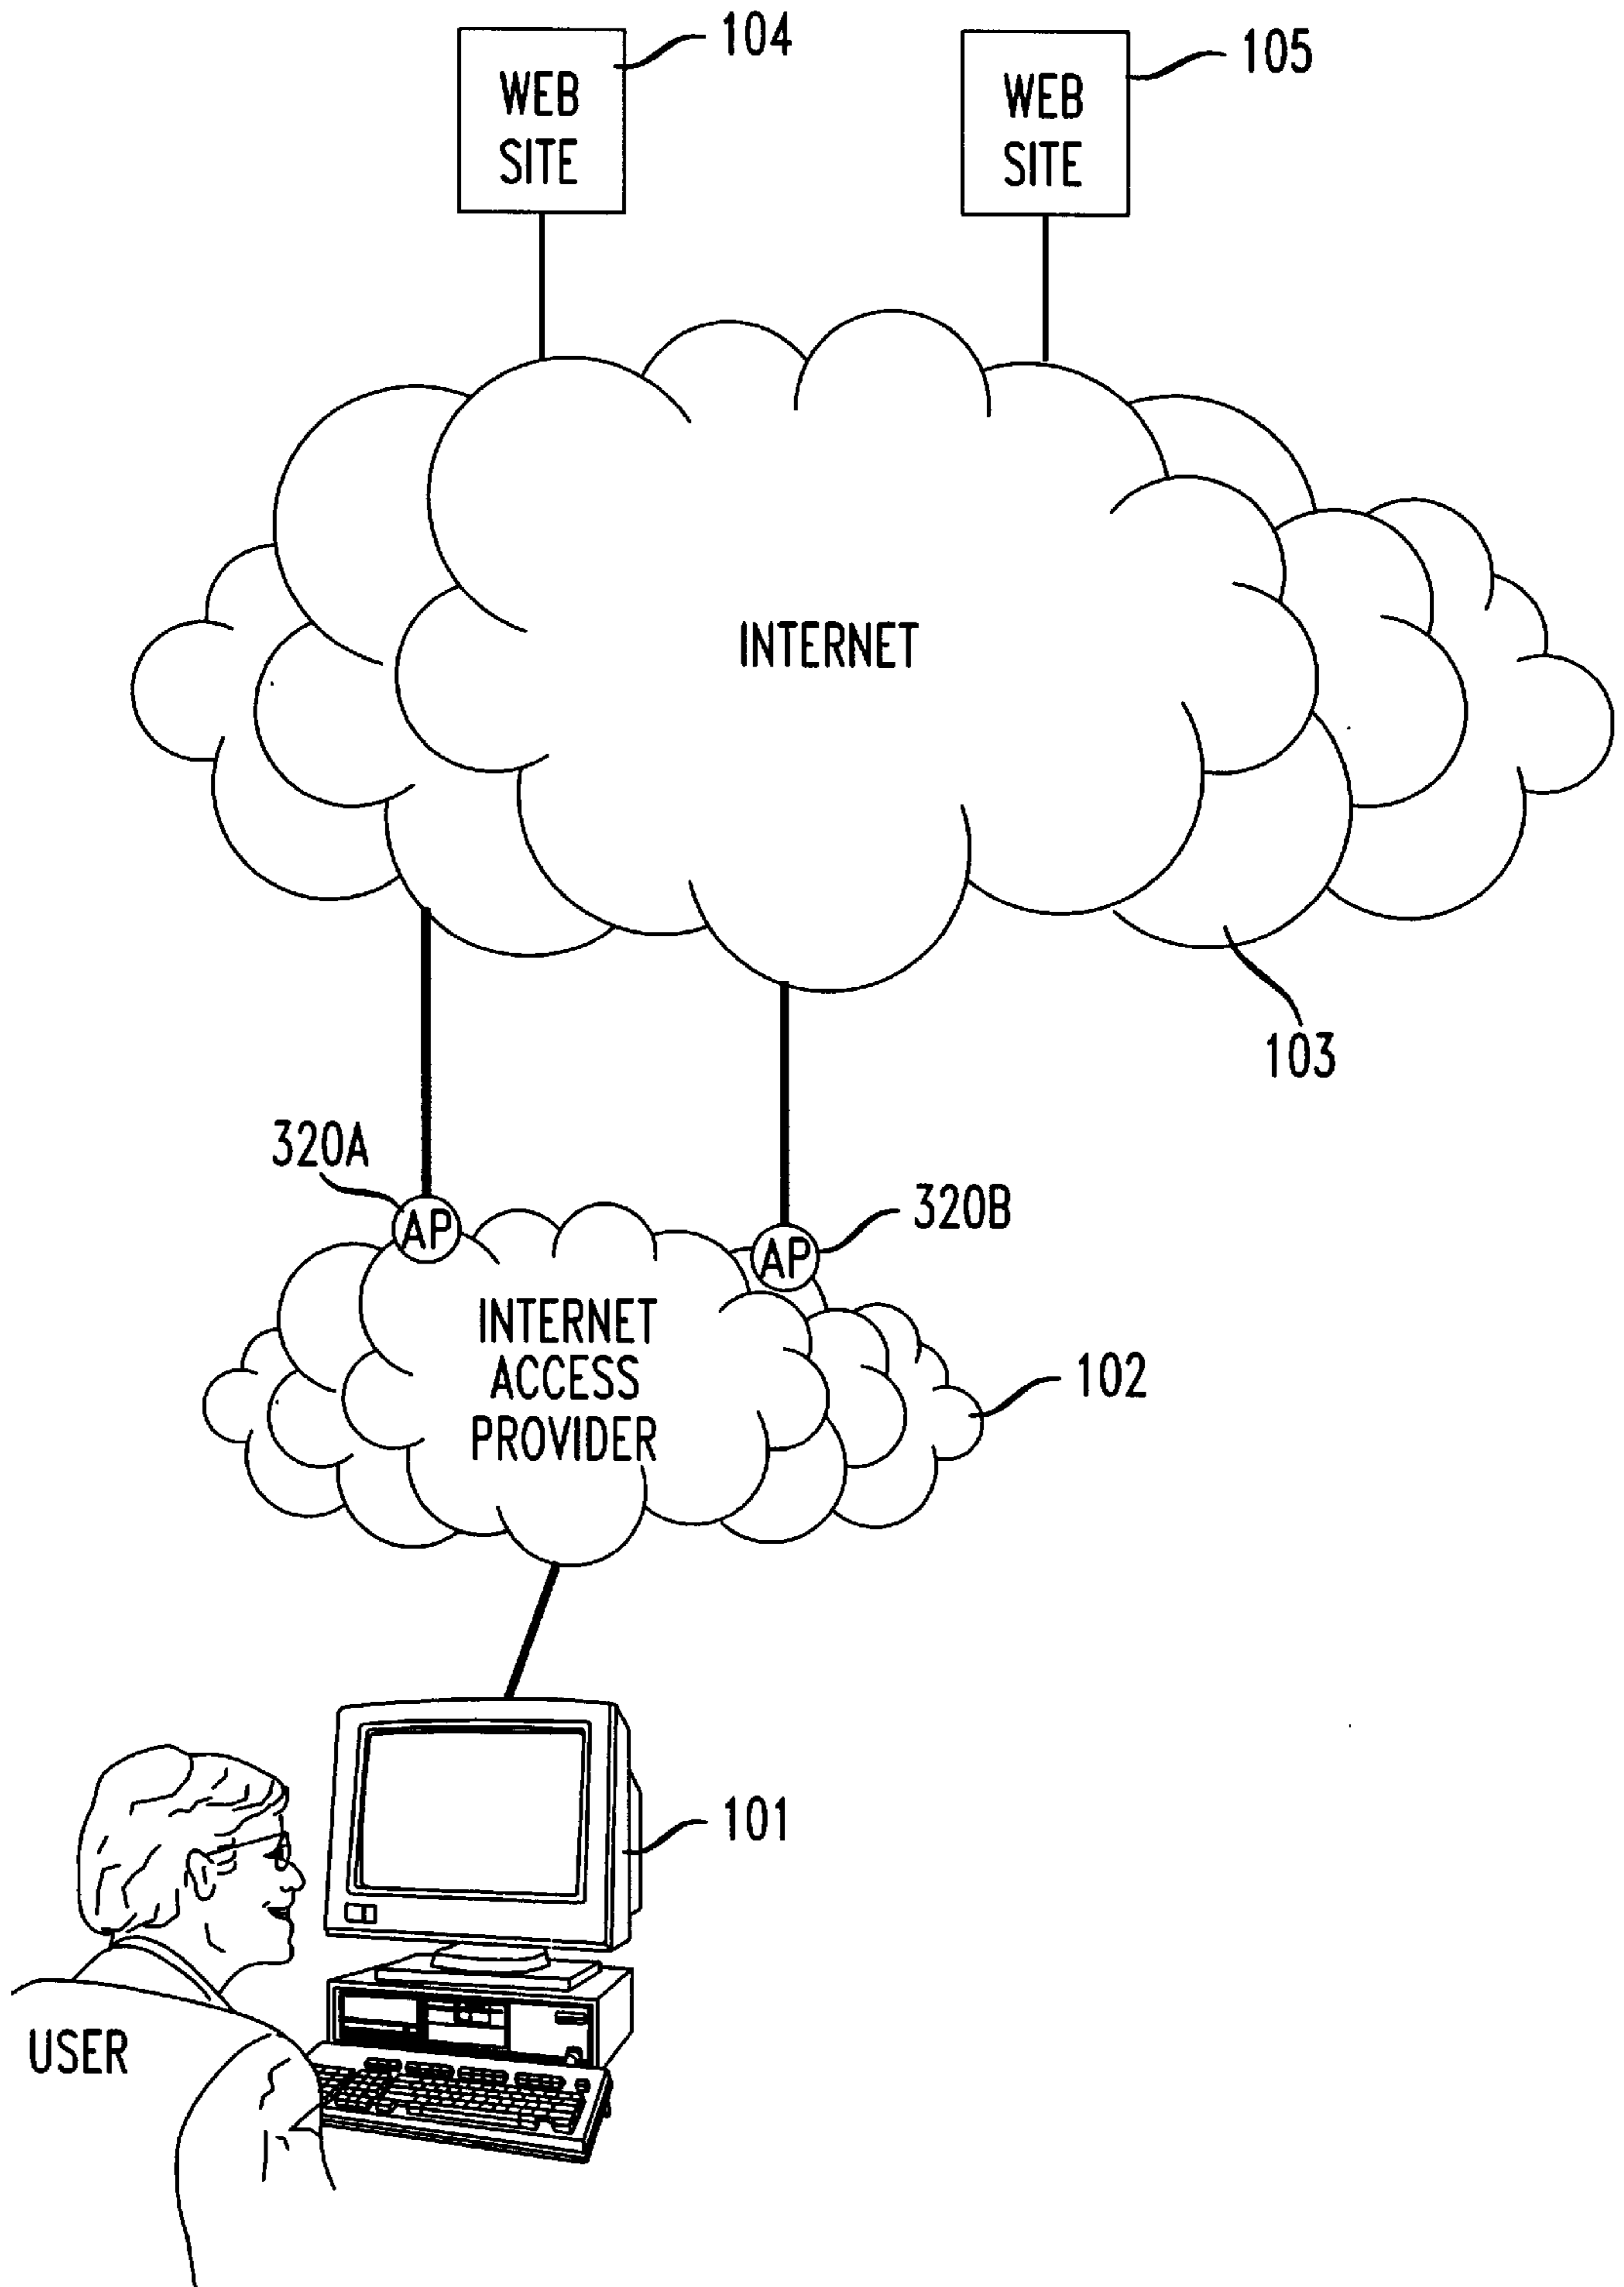 104
105
WEB
SITE
WEB
SITE
INTERNET
103
320A
320B
AP
AP
INTERNET
ACCESS
PROVIDER
102
101
USER